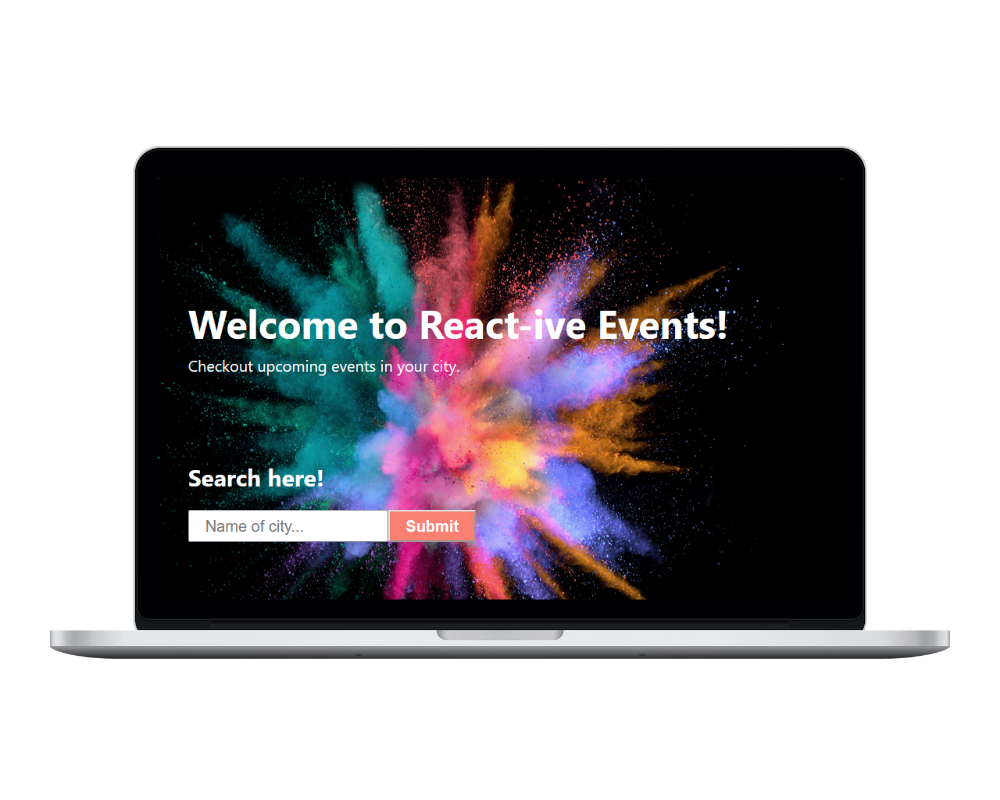 Welcome to React-ive Events!
Checkout upcoming events in your city.
Search here!
Name of city...
Submit